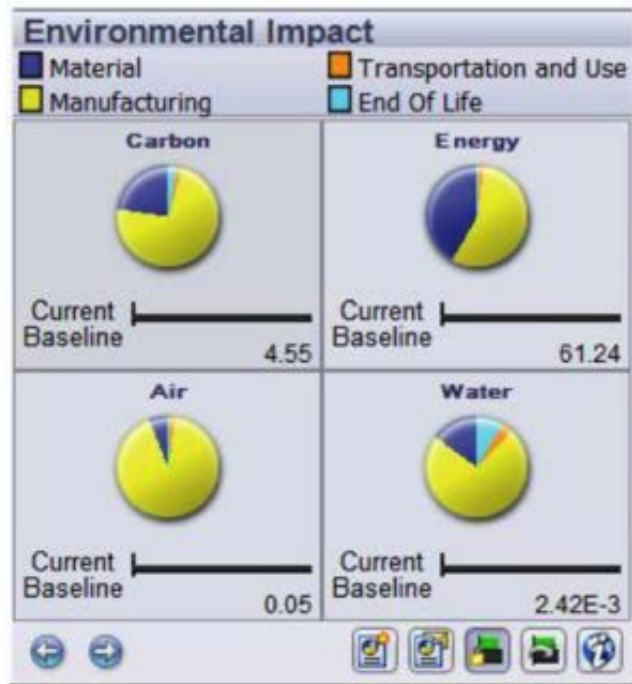 Environmental Impact
Material
Transportation and Use
Manufacturing
End Of Life
Carbon
Energy
Current
Baseline
4.55
Current
Baseline
61.24
Air
Water
Current
Baseline
0.05
Current
Baseline
2.42E-3